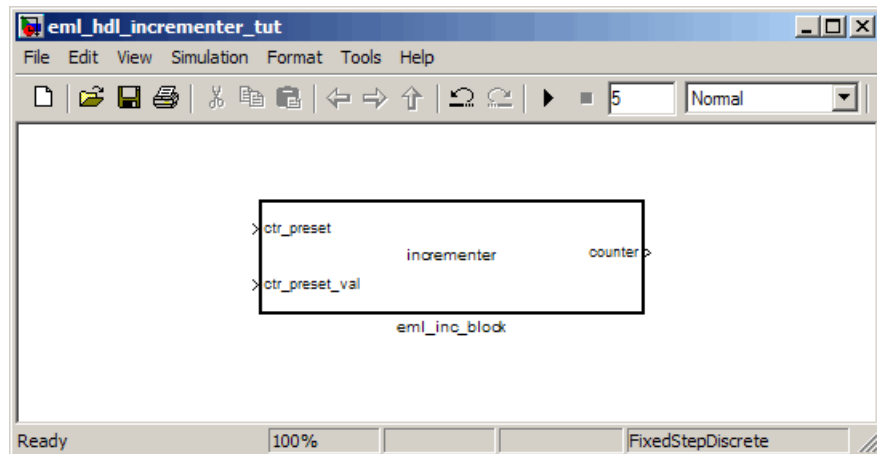 eml_hdl_incrementer_tut
File Edit View Simulation Format Tools Help
5 Normal
ctr_preset
incrementer counter
ctr_preset_val
eml_inc_block
Ready 100% FixedStepDiscrete